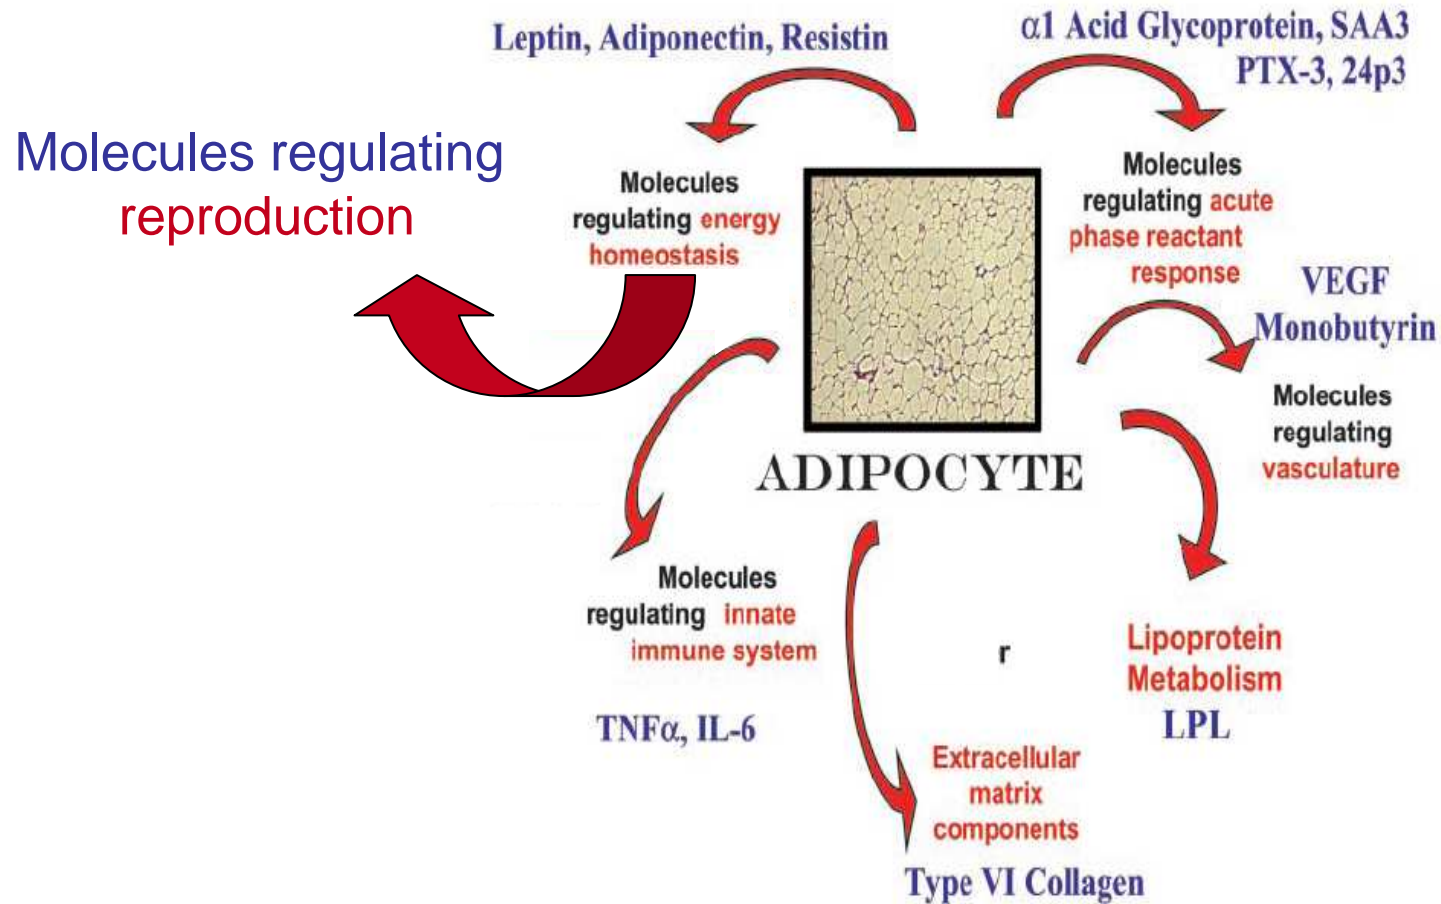 Leptin, Adiponectin, Resistin
α1 Acid Glycoprotein, SAA3
PTX-3, 24p3
Molecules regulating
reproduction
Molecules
regulating energy
homeostasis
Molecules
regulating acute
phase reactant
response
VEGF
Monobutyrin
Molecules
regulating
vasculature
ADIPOCYTE
Molecules
regulating innate
immune system
TNFα, IL-6
r
Lipoprotein
Metabolism
LPL
Extracellular
matrix
components
Type VI Collagen